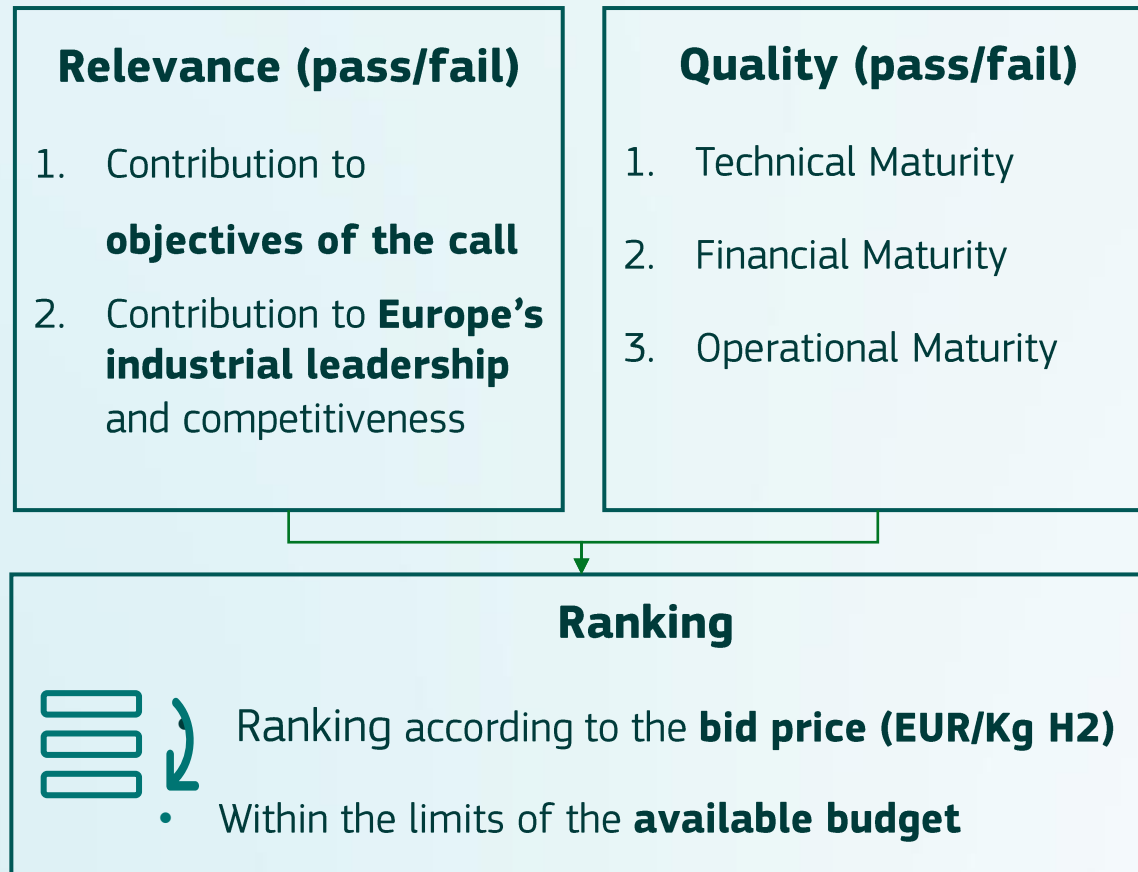 Relevance (pass/fail)
1. Contribution to
objectives of the call
2. Contribution to Europe’s
industrial leadership
and competitiveness
Quality (pass/fail)
1. Technical Maturity
2. Financial Maturity
3. Operational Maturity
Ranking
• Ranking according to the bid price (EUR/Kg H2)
• Within the limits of the available budget